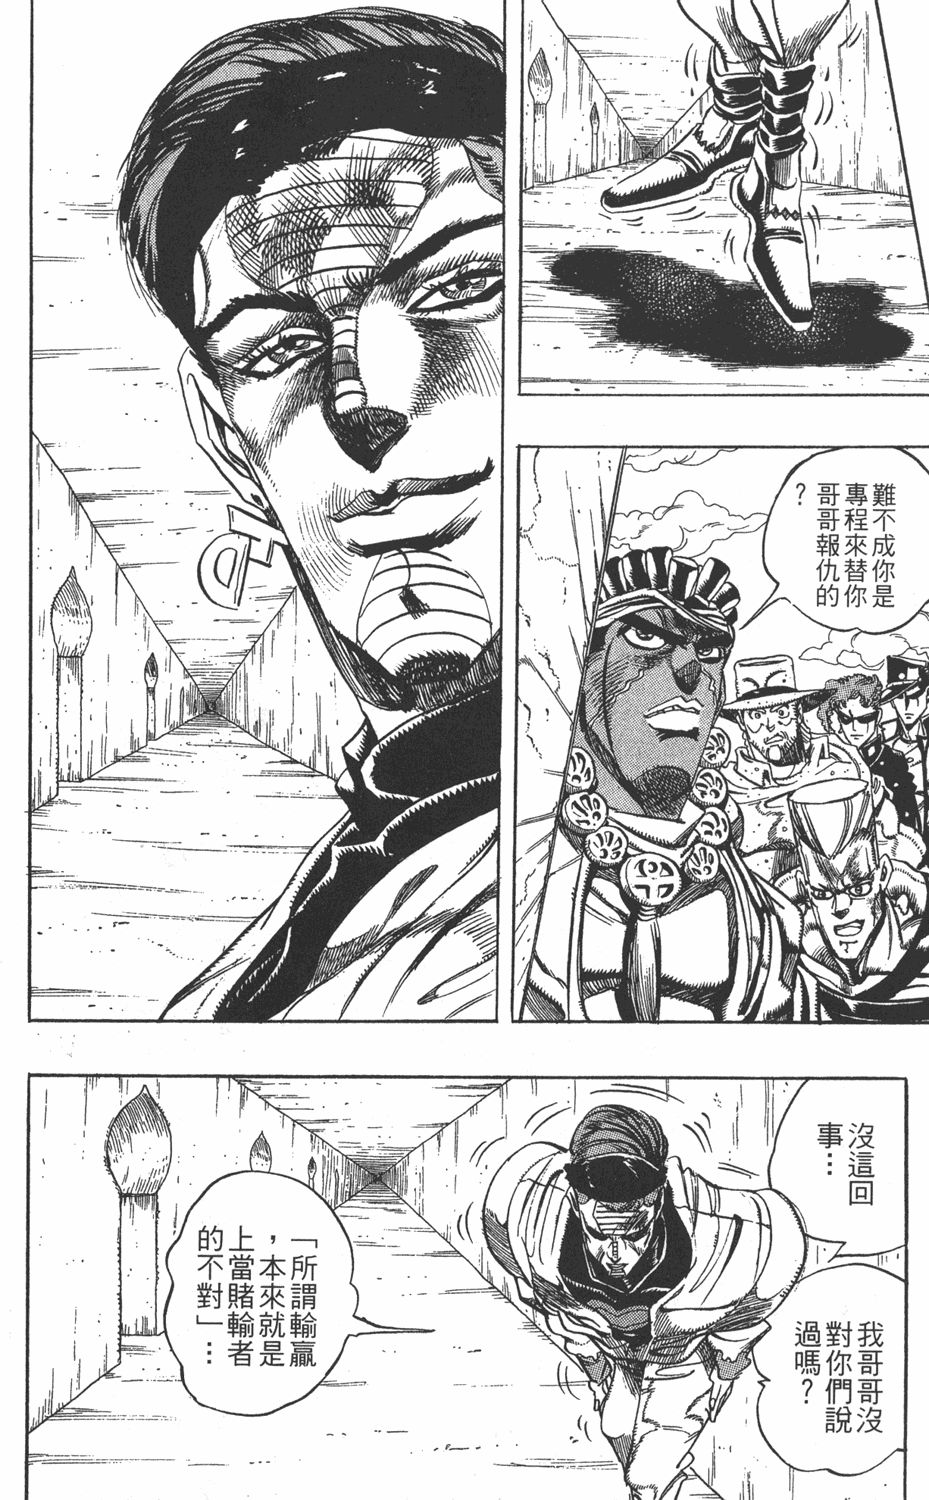 難不成你是
專程來替你
哥哥報仇的
？
沒這回
事…
我哥哥沒
對你們說
過嗎？
「所謂輸贏
，本來就是
上當賭輸者
的不對」…